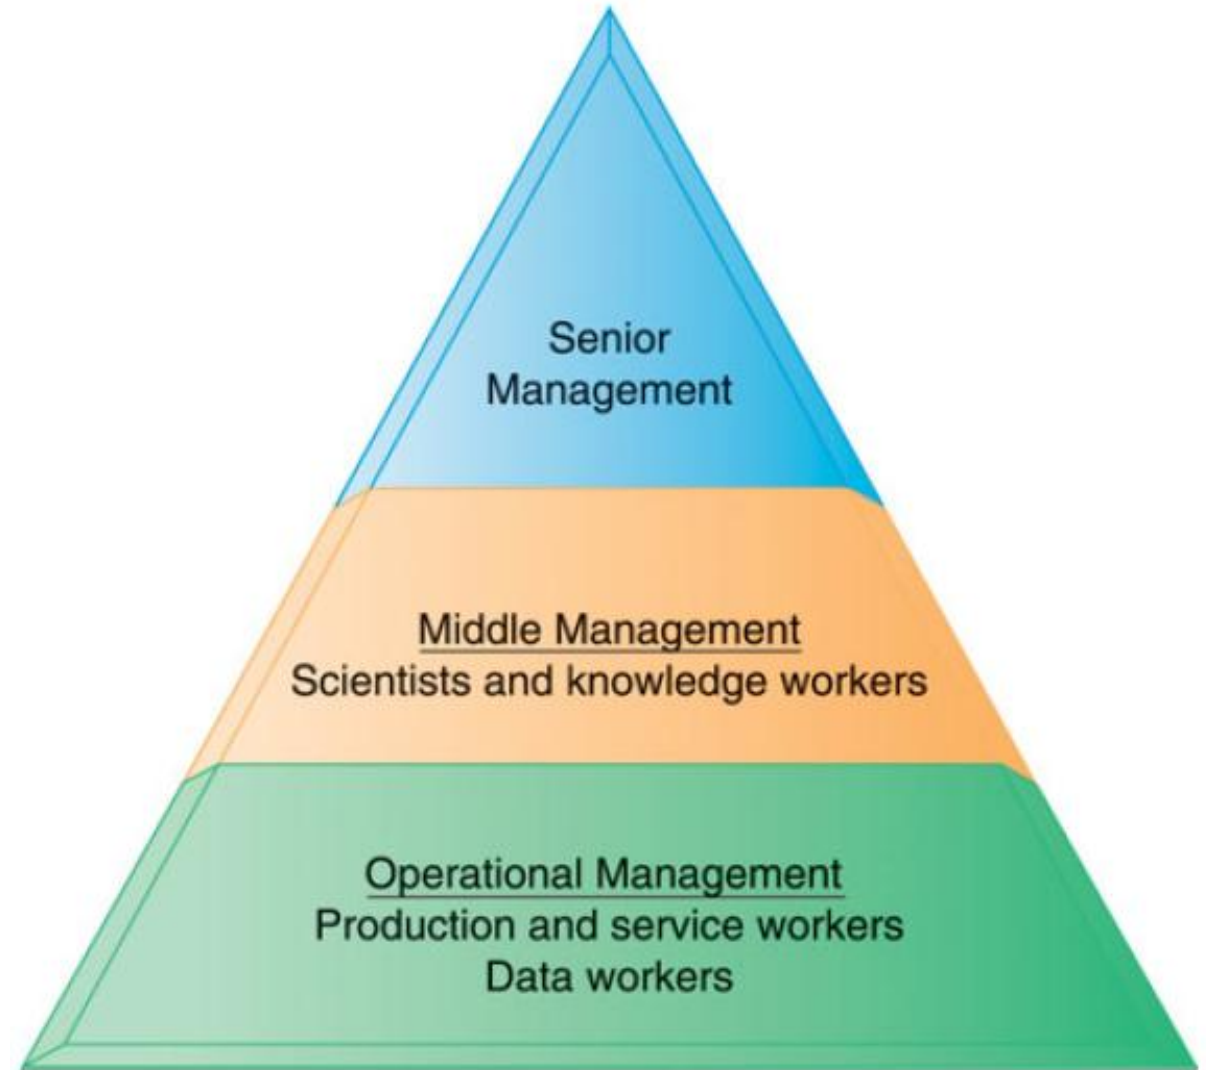 Senior
Management
Middle Management
Scientists and knowledge workers
Operational Management
Production and service workers
Data workers